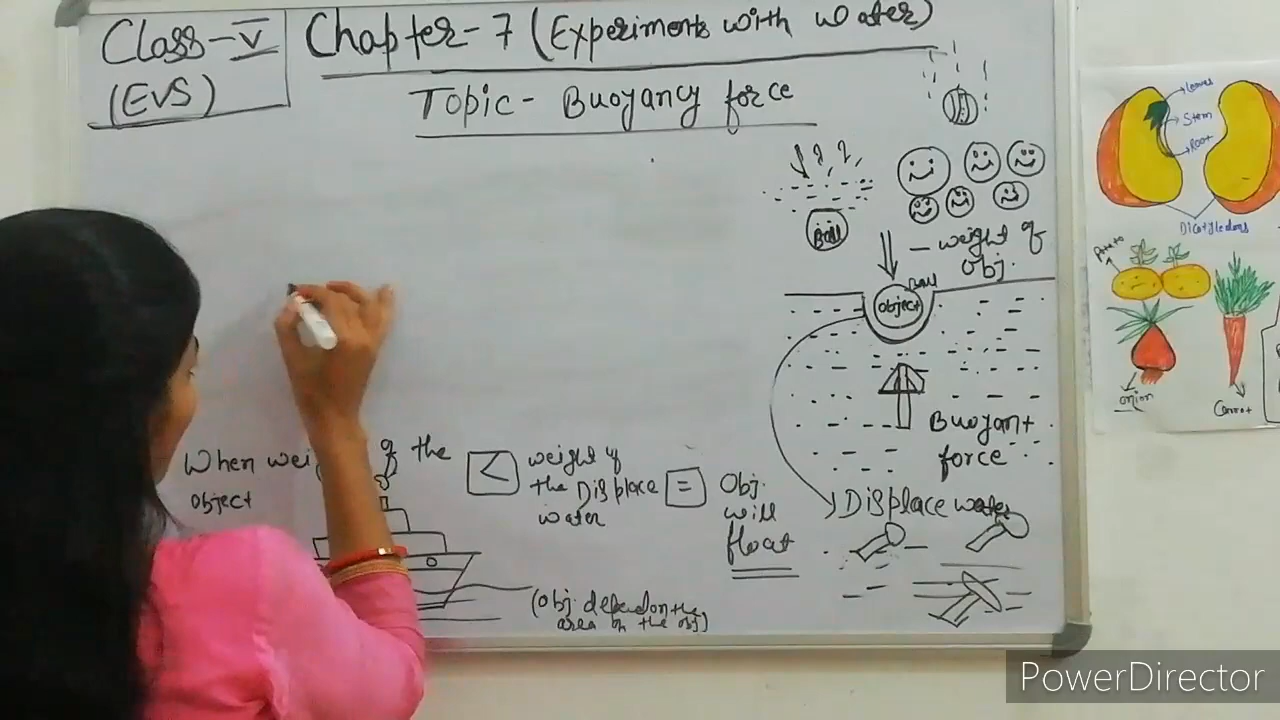 Class-V
(EVS)
Chapter-7 (Experiments with water)
Topic- Buoyancy force
Ball
- weight of
Obj.
Ball
object
Buoyant
force
Displace water
When wei of the
object
<
weight of
the Displace
water
=
Obj.
will
float
(Obj. depend on the
area on the obj)
Leaves
Stem
Root
Dicotyledons
Potato
onion
Carrot
PowerDirector